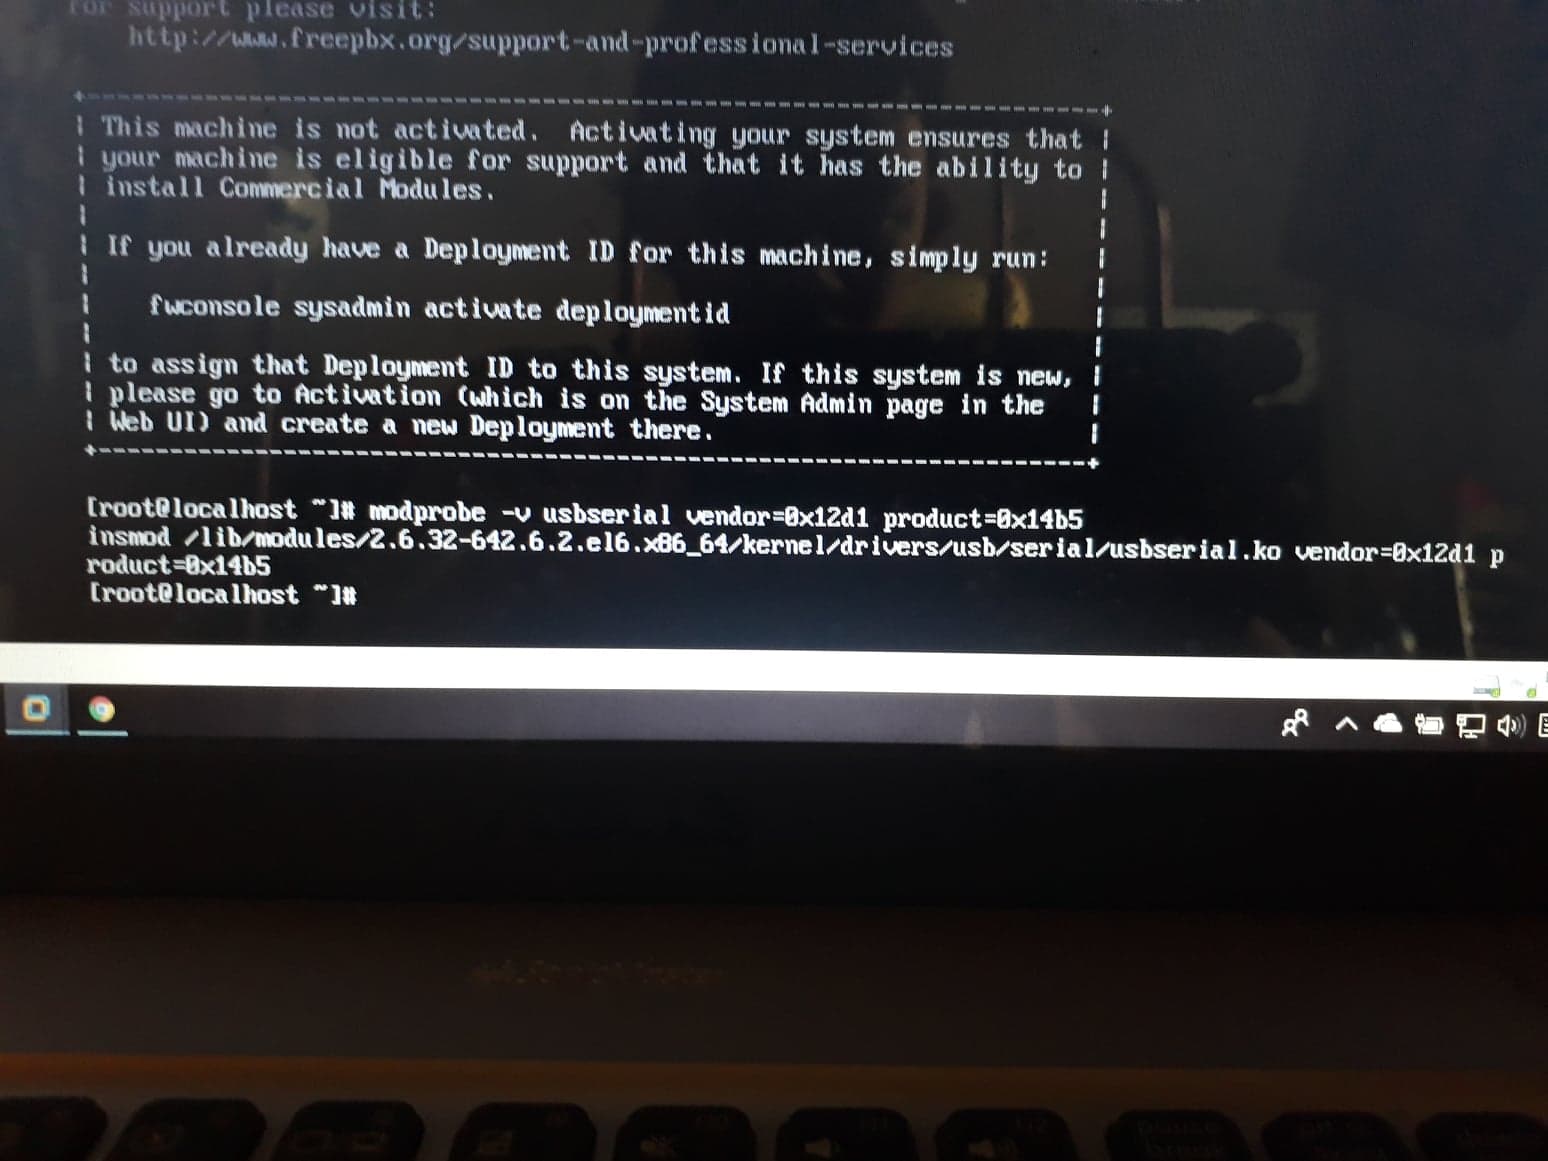 For support please visit:
http://www.freepbx.org/support-and-professional-services
This machine is not activated. Activating your system ensures that
your machine is eligible for support and that it has the ability to
install Commercial Modules.
If you already have a Deployment ID for this machine, simply run:
fwconsole sysadmin activate deploymentid
to assign that Deployment ID to this system. If this system is new,
please go to Activation (which is on the System Admin page in the
Web UI) and create a new Deployment there.
[root@localhost ~]# modprobe -v usbserial vendor=0x12d1 product=0x14b5
insmod /lib/modules/2.6.32-642.6.2.el6.x86_64/kernel/drivers/usb/serial/usbserial.ko vendor=0x12d1 p
roduct=0x14b5
[root@localhost ~]#